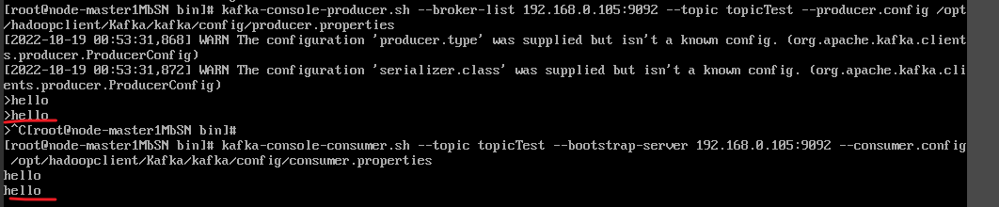 [root@node-master1MbSN bin]# kafka-console-producer.sh --broker-list 192.168.0.105:9092 --topic topicTest --producer.config /opt
/hadoopclient/Kafka/kafka/config/producer.properties
[2022-10-19 00:53:31,868] WARN The configuration 'producer.type' was supplied but isn't a known config. (org.apache.kafka.client
s.producer.ProducerConfig)
[2022-10-19 00:53:31,872] WARN The configuration 'serializer.class' was supplied but isn't a known config. (org.apache.kafka.cli
ents.producer.ProducerConfig)
>hello
>hello
>^C[root@node-master1MbSN bin]#
[root@node-master1MbSN bin]# kafka-console-consumer.sh --topic topicTest --bootstrap-server 192.168.0.105:9092 --consumer.config
 /opt/hadoopclient/Kafka/kafka/config/consumer.properties
hello
hello